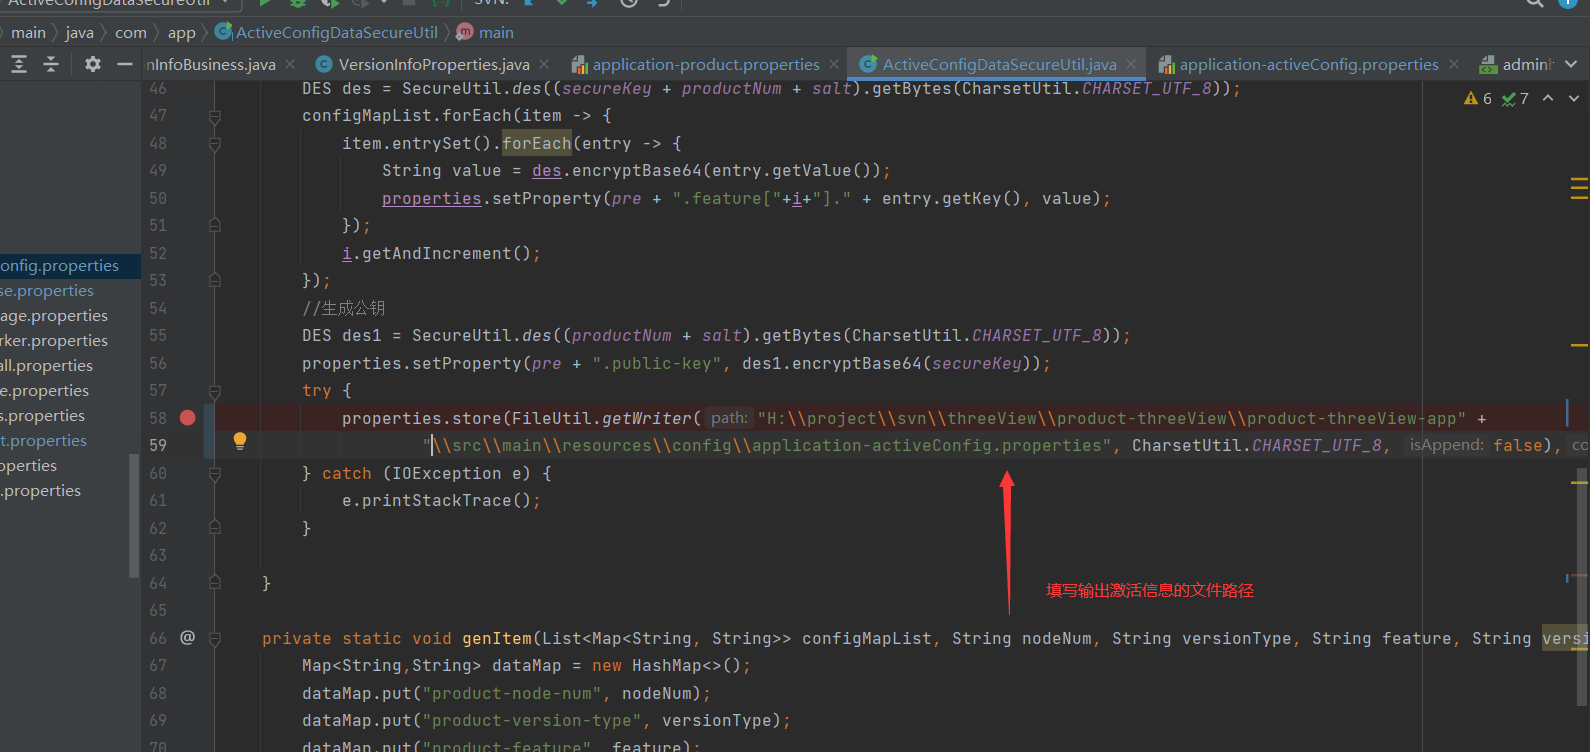 ActiveConfigDataSecureUtil
SVN:
main java com app ActiveConfigDataSecureUtil main
nInfoBusiness.java VersionInfoProperties.java application-product.properties ActiveConfigDataSecureUtil.java application-activeConfig.properties
6 7
onfig.properties
se.properties
age.properties
rker.properties
all.properties
e.properties
s.properties
t.properties
properties
.properties
46 DES des = SecureUtil.des((secureKey + productNum + salt).getBytes(CharsetUtil.CHARSET_UTF_8));
47 configMapList.forEach(item -> {
48 item.entrySet().forEach(entry -> {
49 String value = des.encryptBase64(entry.getValue());
50 properties.setProperty(pre + ".feature["+i+"]." + entry.getKey(), value);
51 });
52 i.getAndIncrement();
53 });
54 //生成公钥
55 DES des1 = SecureUtil.des((productNum + salt).getBytes(CharsetUtil.CHARSET_UTF_8));
56 properties.setProperty(pre + ".public-key", des1.encryptBase64(secureKey));
57 try {
58 properties.store(FileUtil.getWriter( path: "H:\\project\\svn\\threeView\\product-threeView\\product-threeView-app" +
59 "\\src\\main\\resources\\config\\application-activeConfig.properties", CharsetUtil.CHARSET_UTF_8, isAppend: false), co
60 } catch (IOException e) {
61 e.printStackTrace();
62 }
63
64 }
填写输出激活信息的文件路径
65
66 @ private static void genItem(List<Map<String, String>> configMapList, String nodeNum, String versionType, String feature, String versi
67 Map<String,String> dataMap = new HashMap<>();
68 dataMap.put("product-node-num", nodeNum);
69 dataMap.put("product-version-type", versionType);
70 dataMap.put("product-feature", feature);